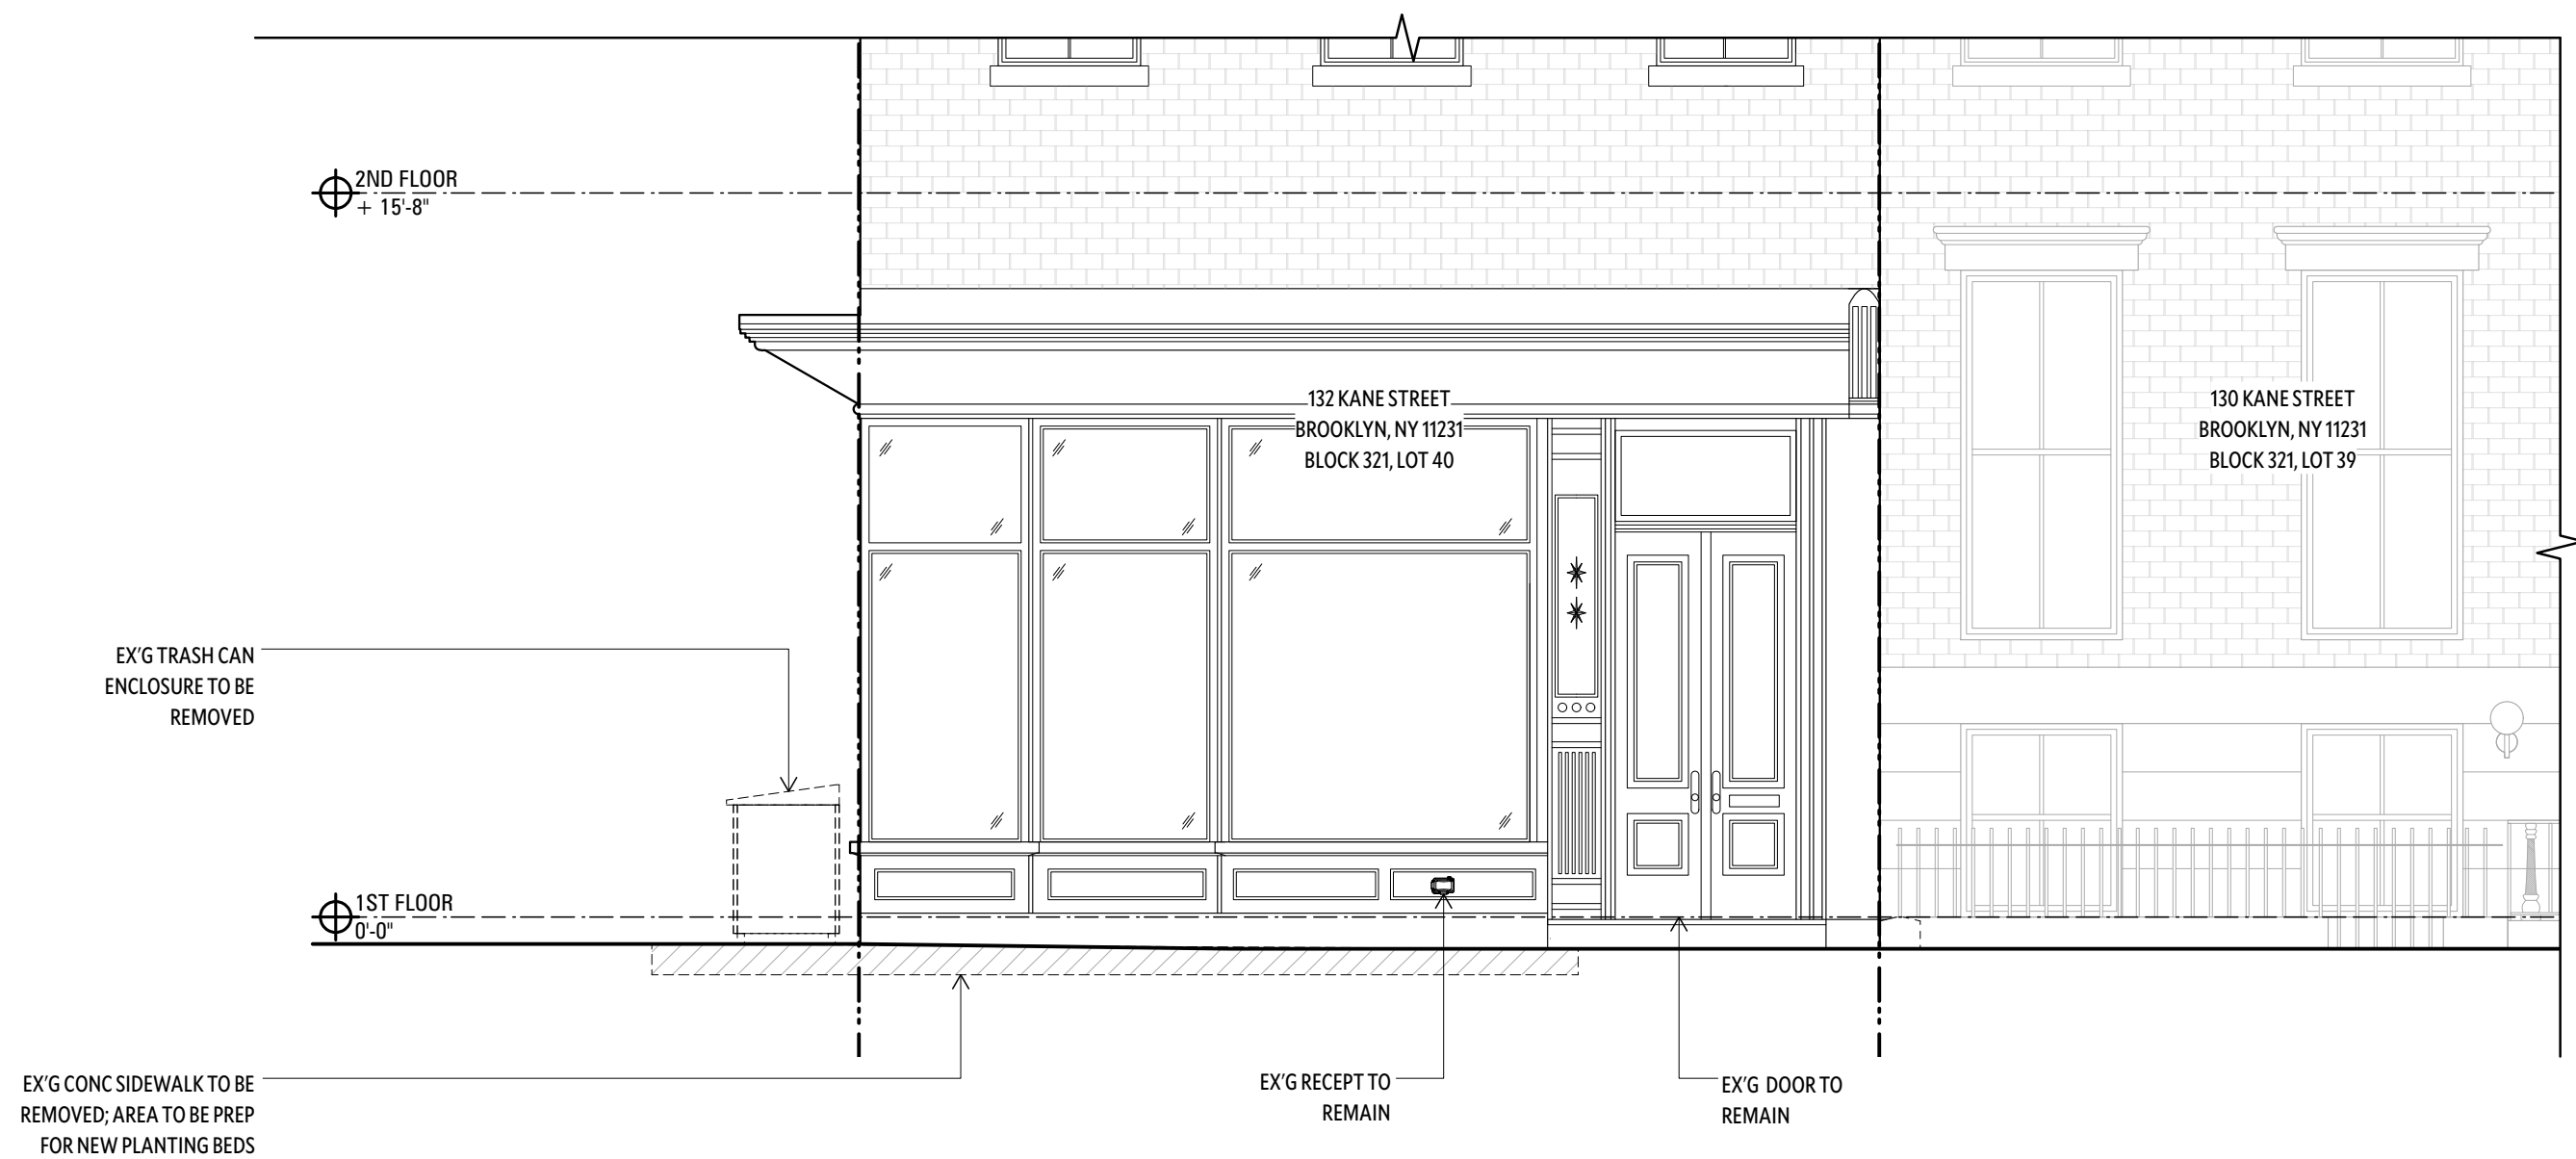 2ND FLOOR
+ 15'-8"
132 KANE STREET
BROOKLYN, NY 11231
BLOCK 321, LOT 40
130 KANE STREET
BROOKLYN, NY 11231
BLOCK 321, LOT 39
EX'G TRASH CAN
ENCLOSURE TO BE
REMOVED
1ST FLOOR
0'-0"
EX'G CONC SIDEWALK TO BE
REMOVED; AREA TO BE PREP
FOR NEW PLANTING BEDS
EX'G RECEPT TO
REMAIN
EX'G DOOR TO
REMAIN